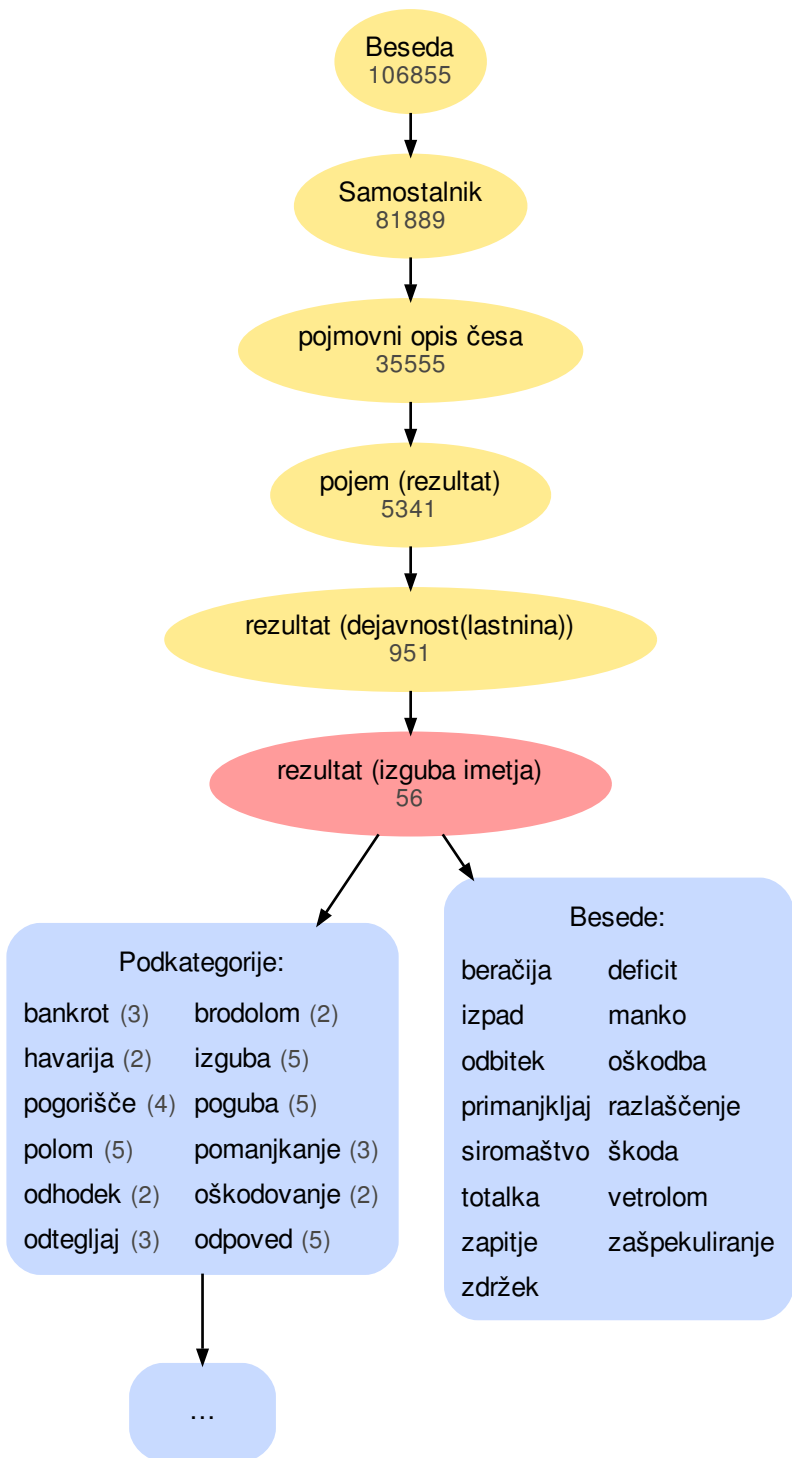 Beseda
106855
Samostalnik
81889
pojmovni opis česa
35555
pojem (rezultat)
5341
rezultat (dejavnost(lastnina))
951
rezultat (izguba imetja)
56
Podkategorije:
bankrot (3) brodolom (2)
havarija (2) izguba (5)
pogorišče (4) poguba (5)
polom (5) pomanjkanje (3)
odhodek (2) oškodovanje (2)
odtegljaj (3) odpoved (5)
Besede:
beračija deficit
izpad manko
odbitek oškodba
primanjkljaj razlaščenje
siromaštvo škoda
totalka vetrolom
zapitje zašpekuliranje
zdržek
...